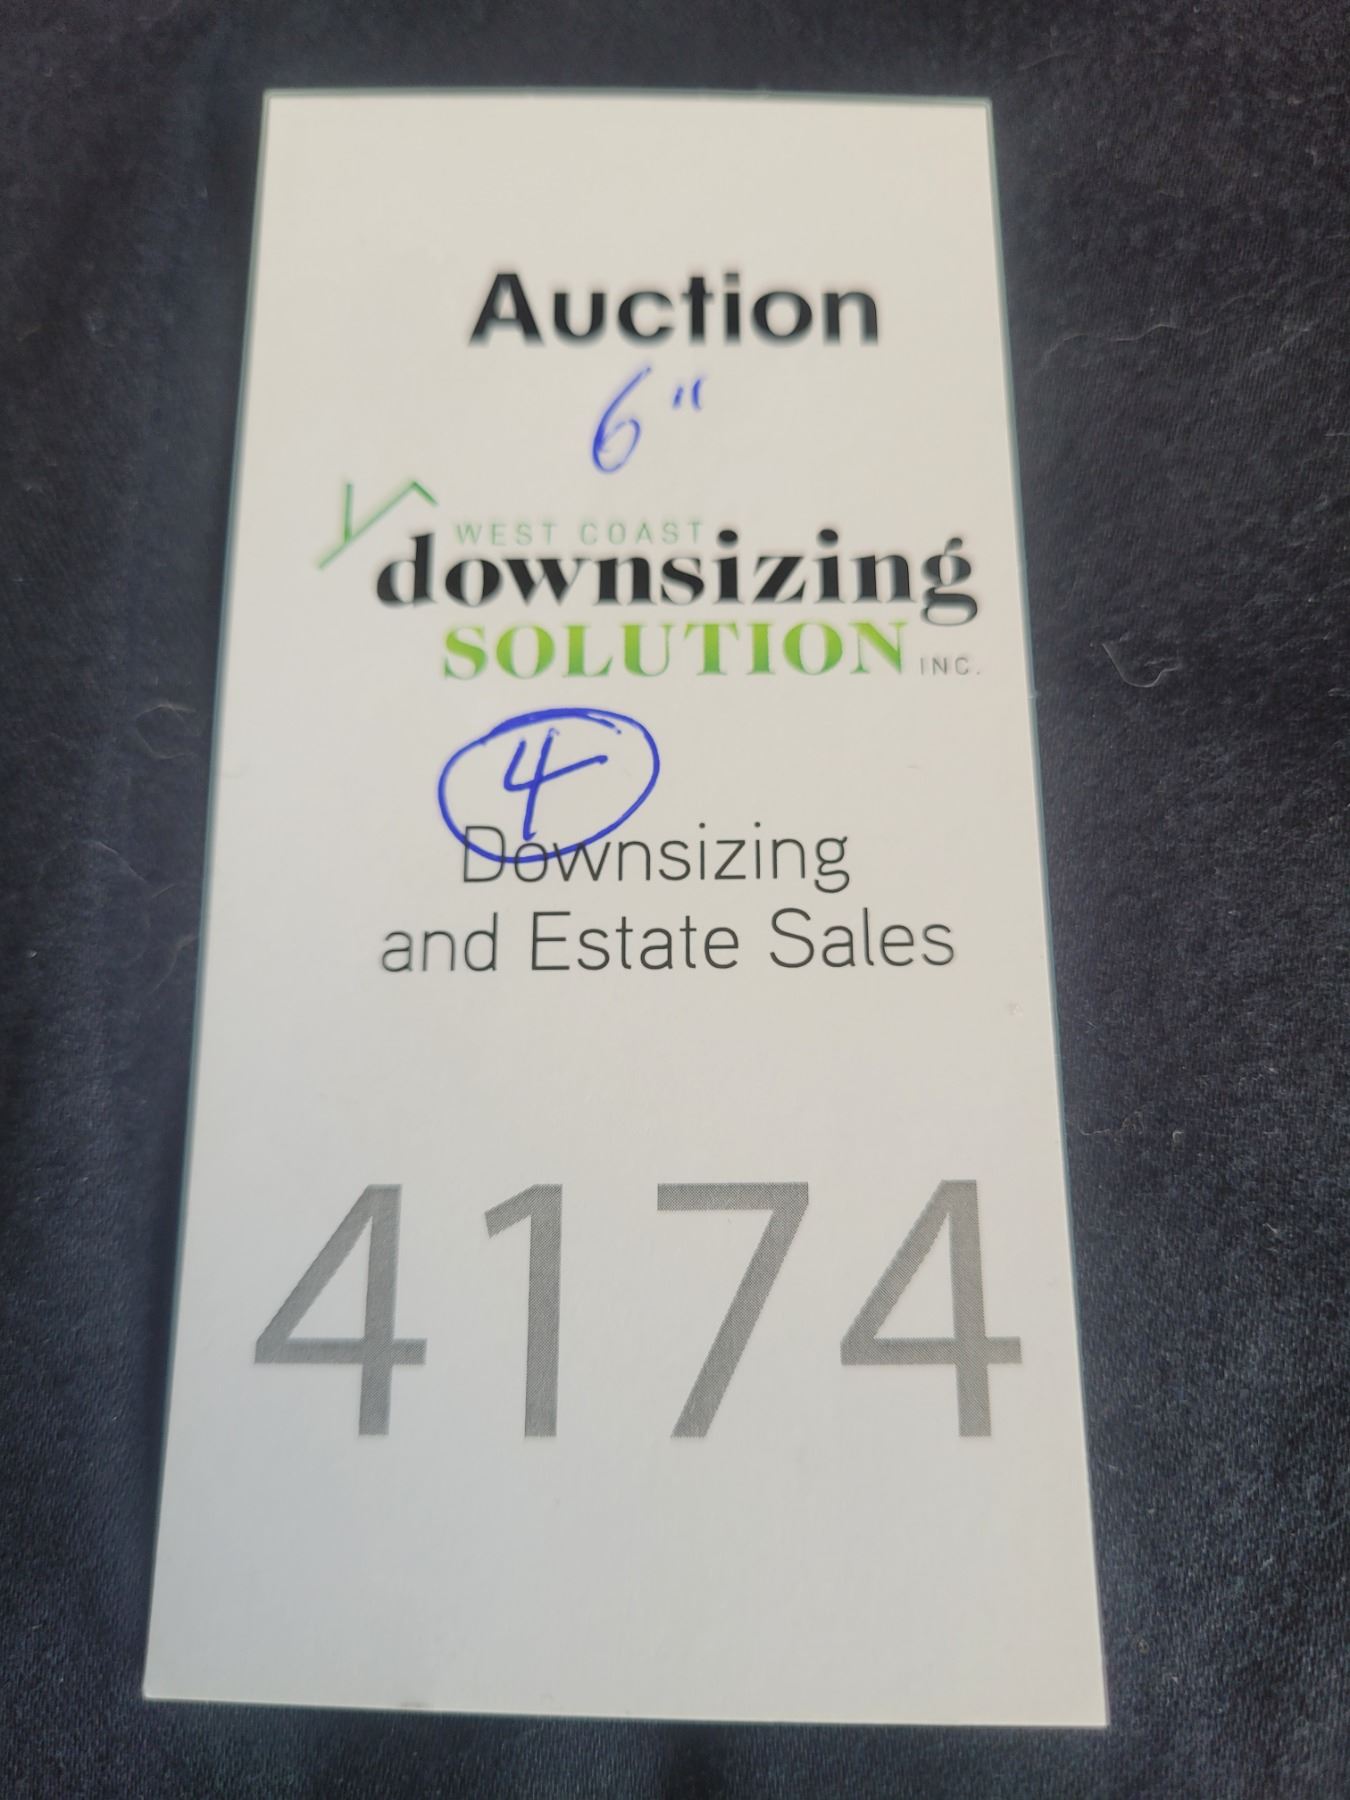 Auction
6"
WEST COAST
downsizing
SOLUTION INC.
4
Downsizing
and Estate Sales
4174